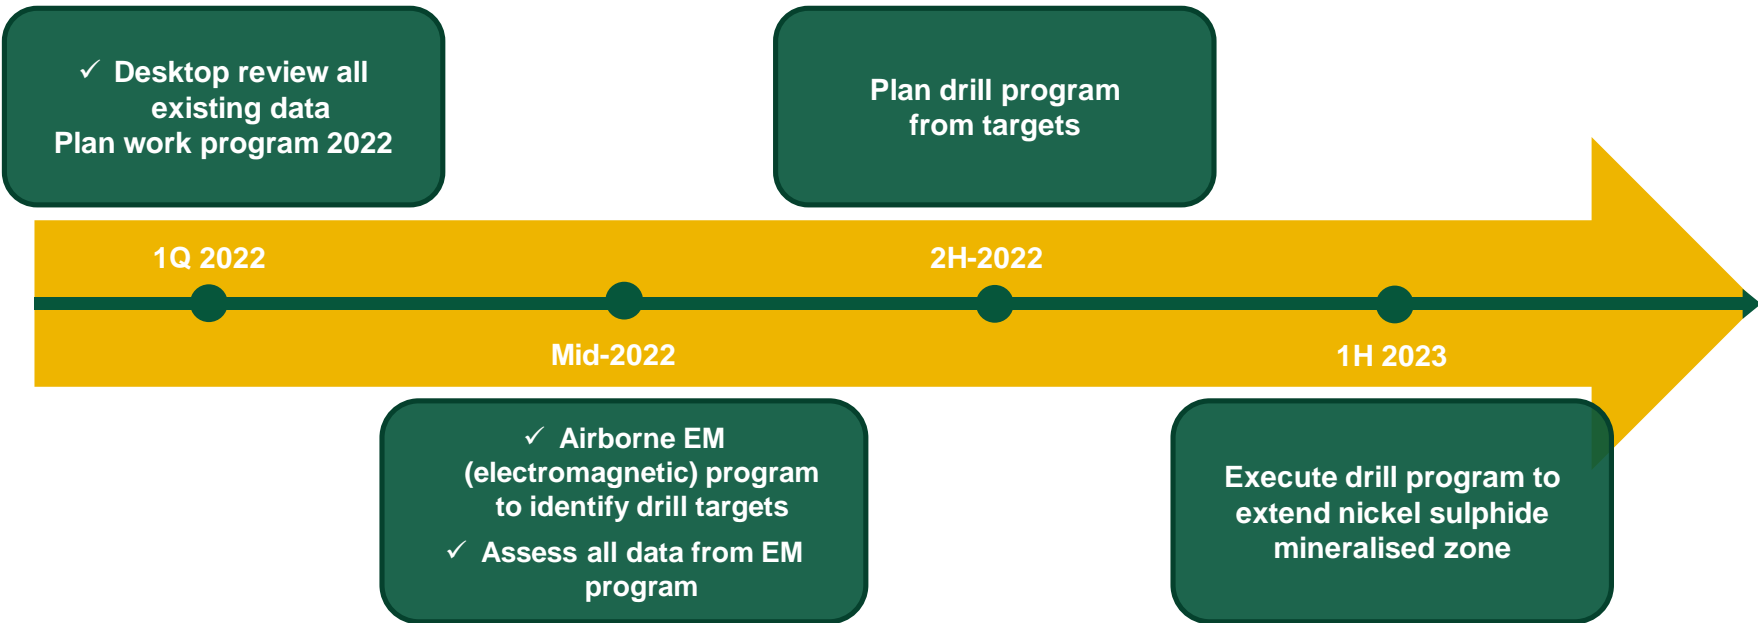 ✓ Desktop review all
existing data
Plan work program 2022
Plan drill program
from targets
1Q 2022
2H-2022
Mid-2022
1H 2023
✓ Airborne EM
(electromagnetic) program
to identify drill targets
✓ Assess all data from EM
program
Execute drill program to
extend nickel sulphide
mineralised zone